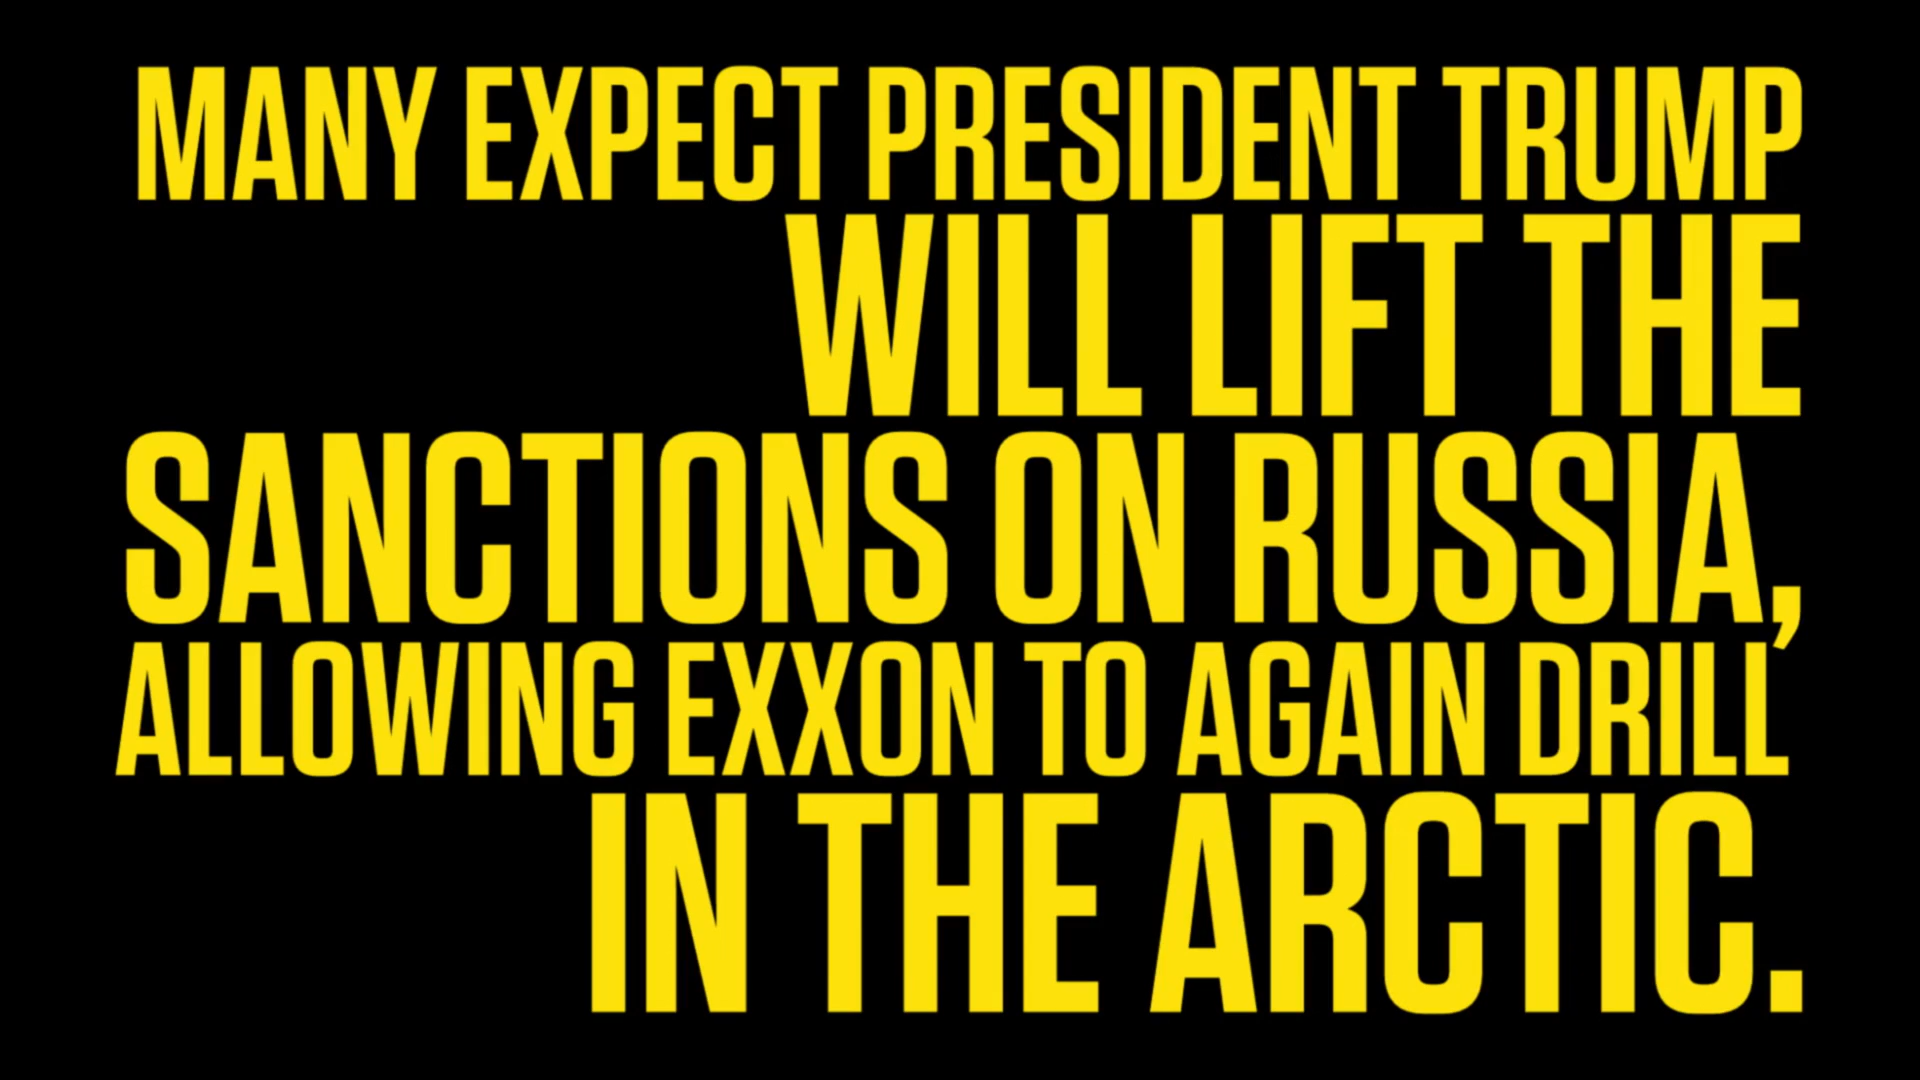 MANY EXPECT PRESIDENT TRUMP
WILL LIFT THE
SANCTIONS ON RUSSIA,
ALLOWING EXXON TO AGAIN DRILL
IN THE ARCTIC.